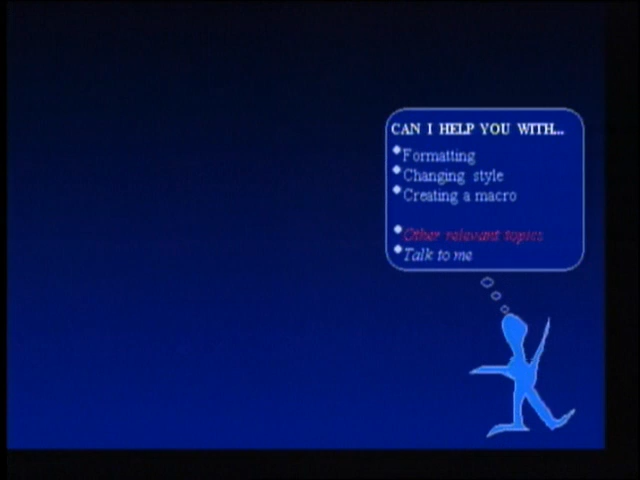 CAN I HELP YOU WITH...
Formatting
Changing style
Creating a macro
Other relevant topics
Talk to me